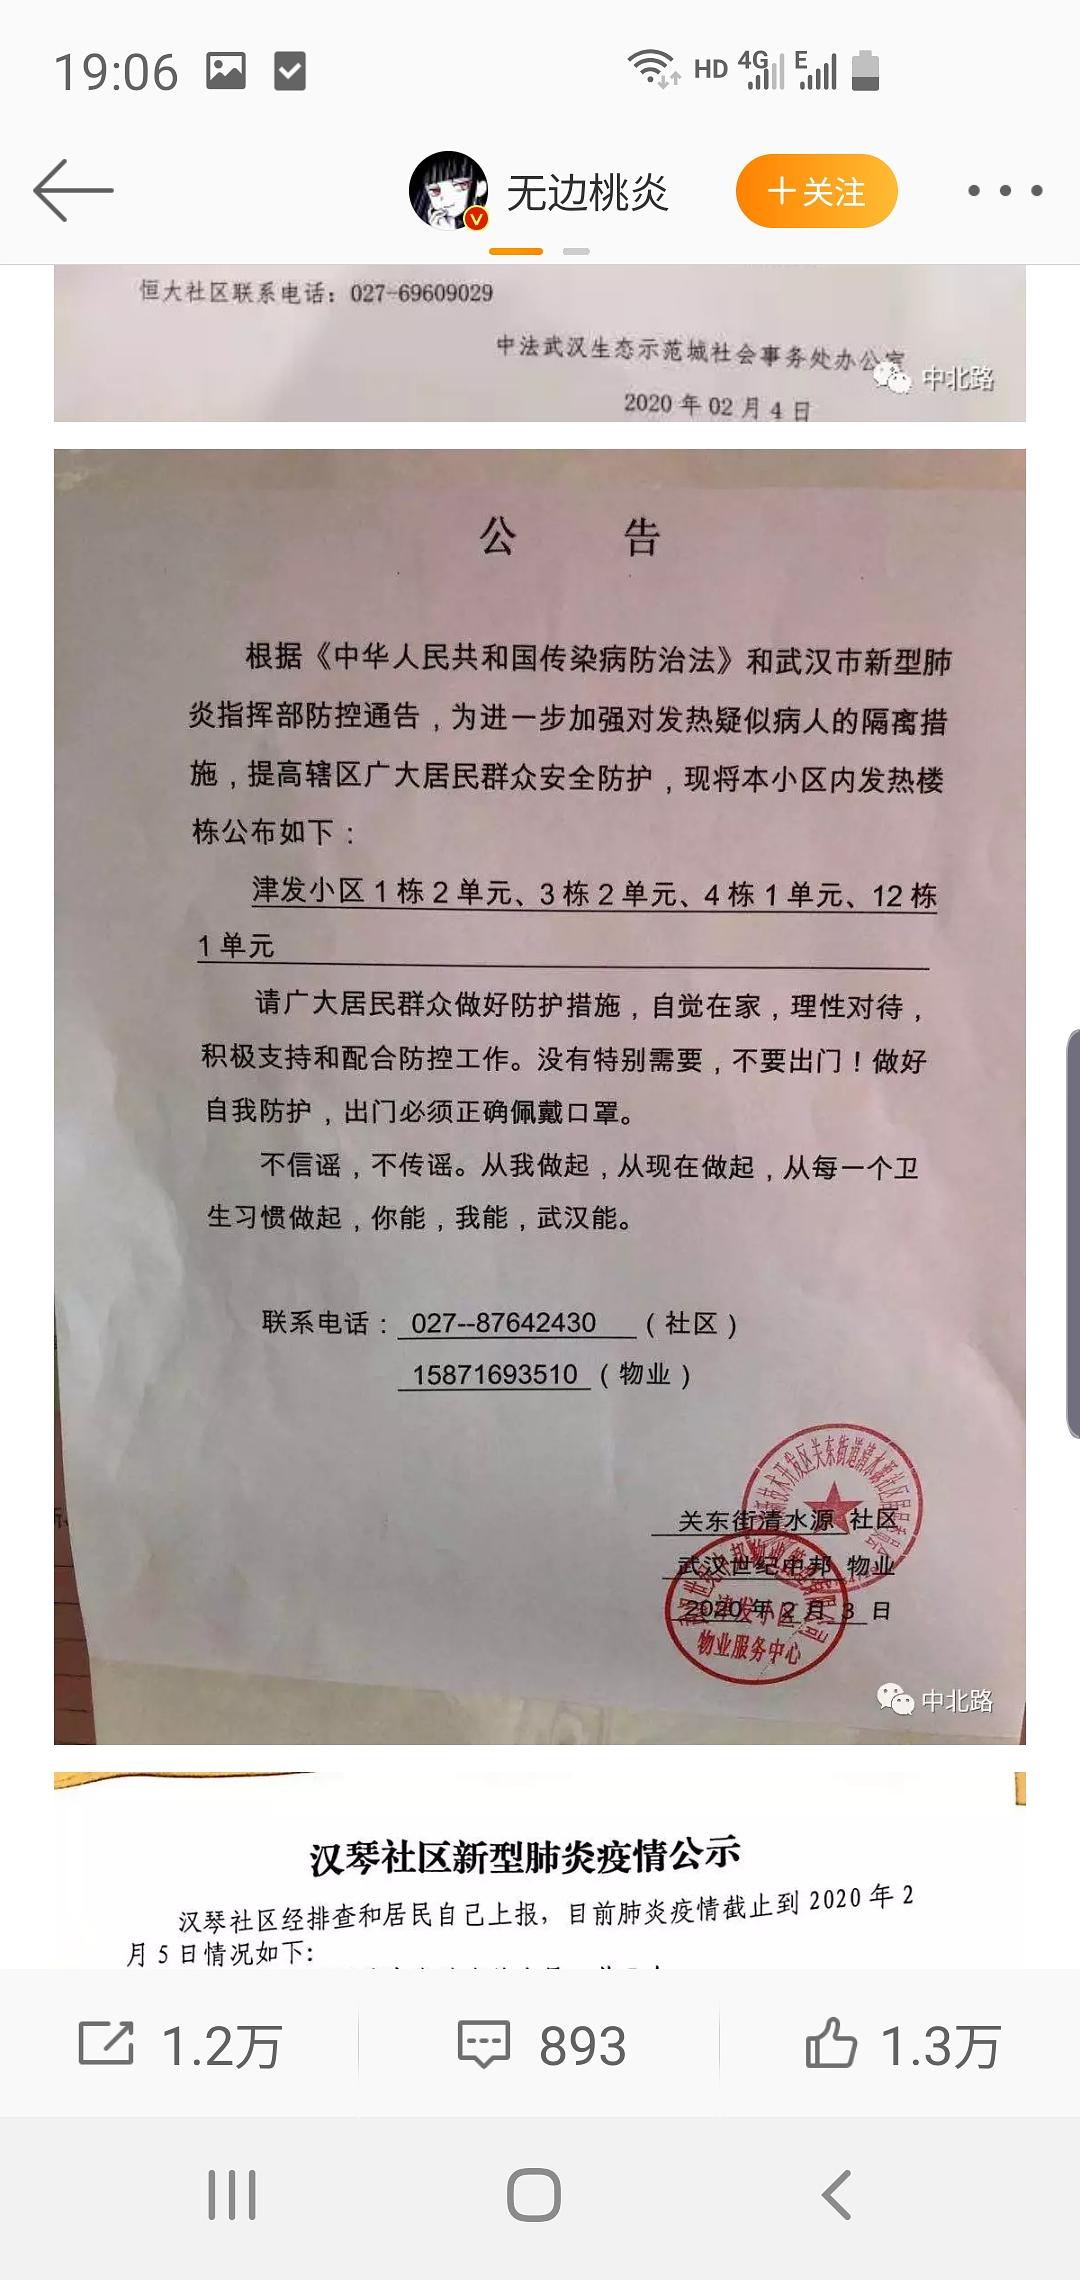 19:06
HD 4G E
无边桃炎
+关注
恒大社区联系电话：027-69609029
中法武汉生态示范城社会事务处办公室
中北路
2020 年 02 月 4 日
公 告
根据《中华人民共和国传染病防治法》和武汉市新型肺
炎指挥部防控通告，为进一步加强对发热疑似病人的隔离措
施，提高辖区广大居民群众安全防护，现将本小区内发热楼
栋公布如下：
津发小区 1 栋 2 单元、3 栋 2 单元、4 栋 1 单元、12 栋
1 单元
请广大居民群众做好防护措施，自觉在家，理性对待，
积极支持和配合防控工作。没有特别需要，不要出门！做好
自我防护，出门必须正确佩戴口罩。
不信谣，不传谣。从我做起，从现在做起，从每一个卫
生习惯做起，你能，我能，武汉能。
联系电话：027--87642430（社区）
15871693510（物业）
关东街清水源 社区
武汉世纪中邦 物业
2020 年 2 月 3 日
津发小区
物业服务中心
中北路
汉琴社区新型肺炎疫情公示
汉琴社区经排查和居民自己上报，目前肺炎疫情截止到 2020 年 2
月 5 日情况如下：
1.2万
893
1.3万